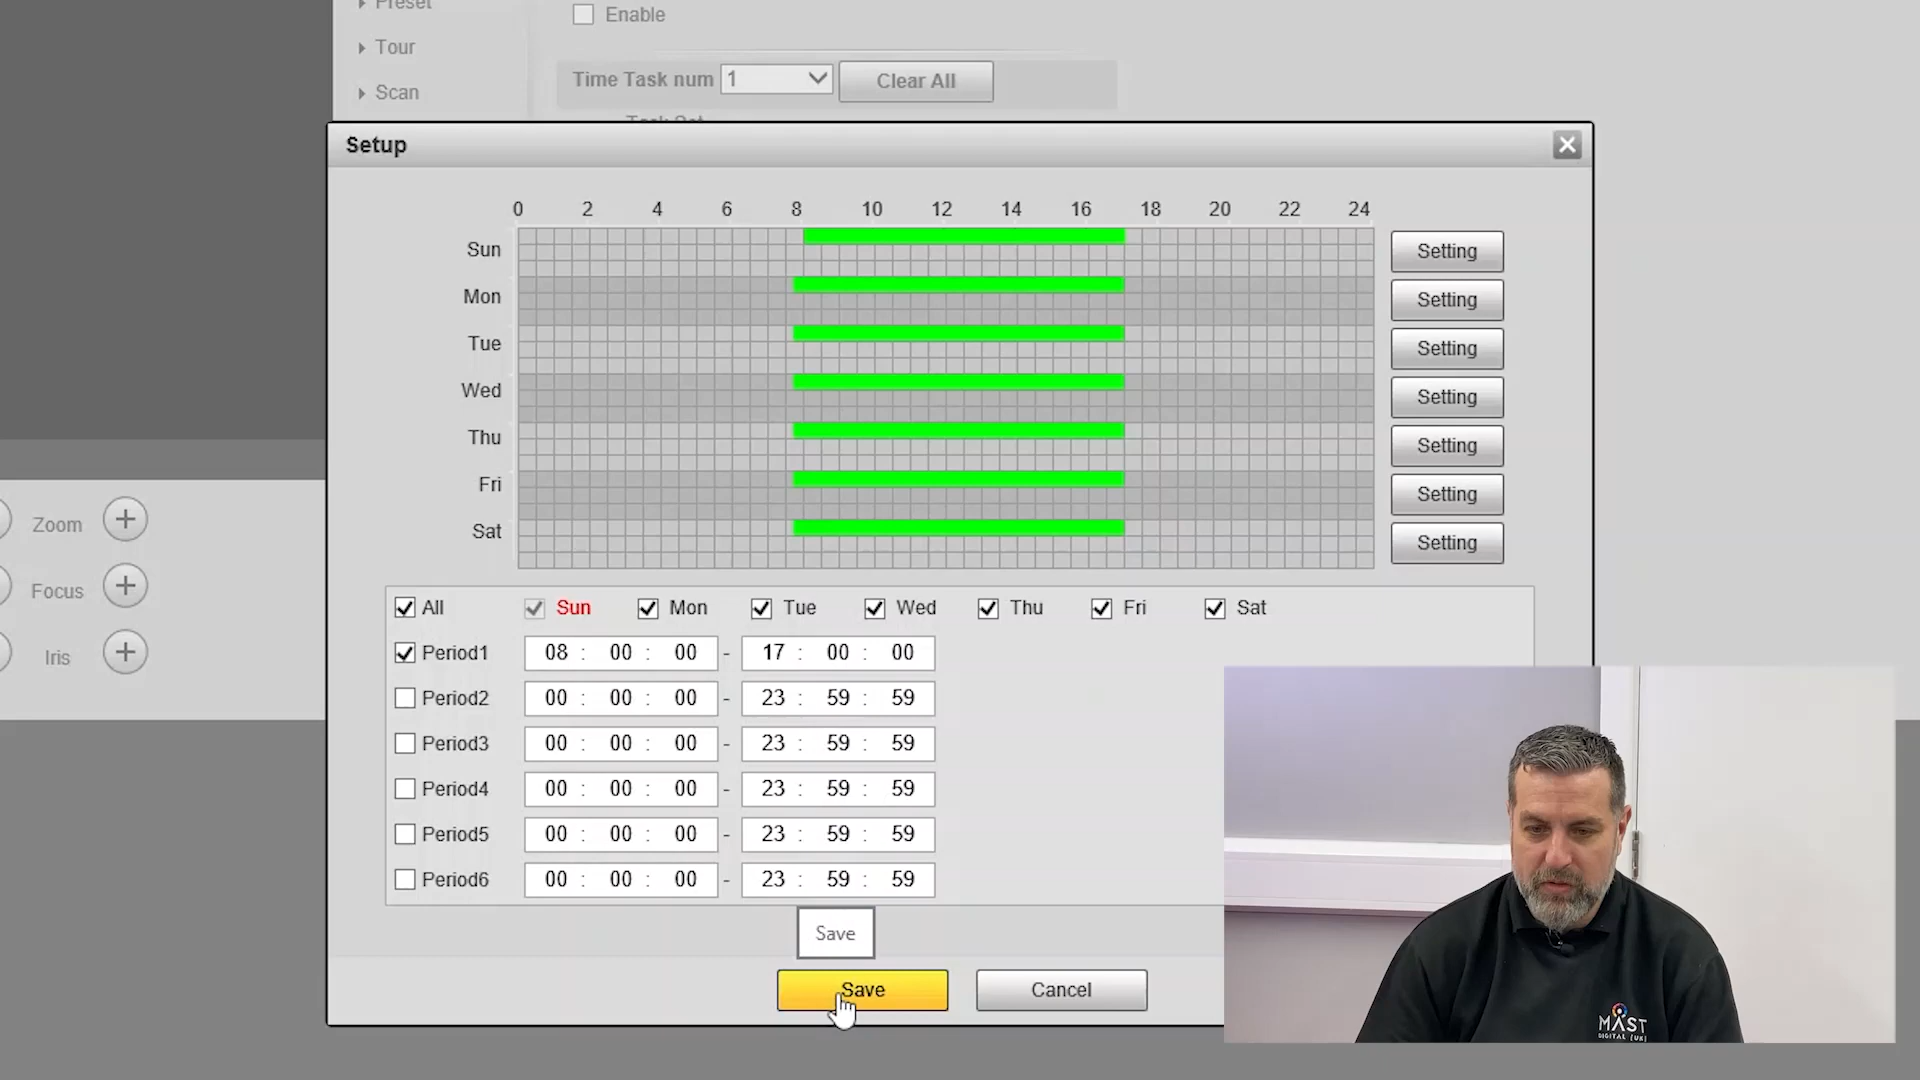 Preset
Enable
Tour
Time Task num 1 Clear All
Scan
Setup
0 2 4 6 8 10 12 14 16 18 20 22 24
Sun Setting
Mon Setting
Tue Setting
Wed Setting
Thu Setting
Fri Setting
Sat Setting
Zoom
Focus
Iris
All Sun Mon Tue Wed Thu Fri Sat
Period1 08 : 00 : 00 - 17 : 00 : 00
Period2 00 : 00 : 00 - 23 : 59 : 59
Period3 00 : 00 : 00 - 23 : 59 : 59
Period4 00 : 00 : 00 - 23 : 59 : 59
Period5 00 : 00 : 00 - 23 : 59 : 59
Period6 00 : 00 : 00 - 23 : 59 : 59
Save
Save Cancel
MAST
DIGITAL [UK]